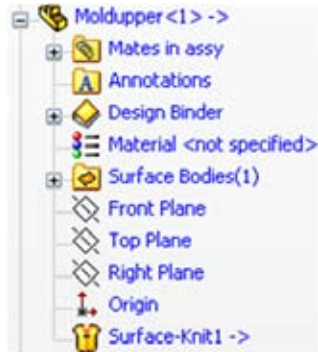 Moldupper<1> ->
Mates in assy
Annotations
Design Binder
Material <not specified>
Surface Bodies(1)
Front Plane
Top Plane
Right Plane
Origin
Surface-Knit1 ->